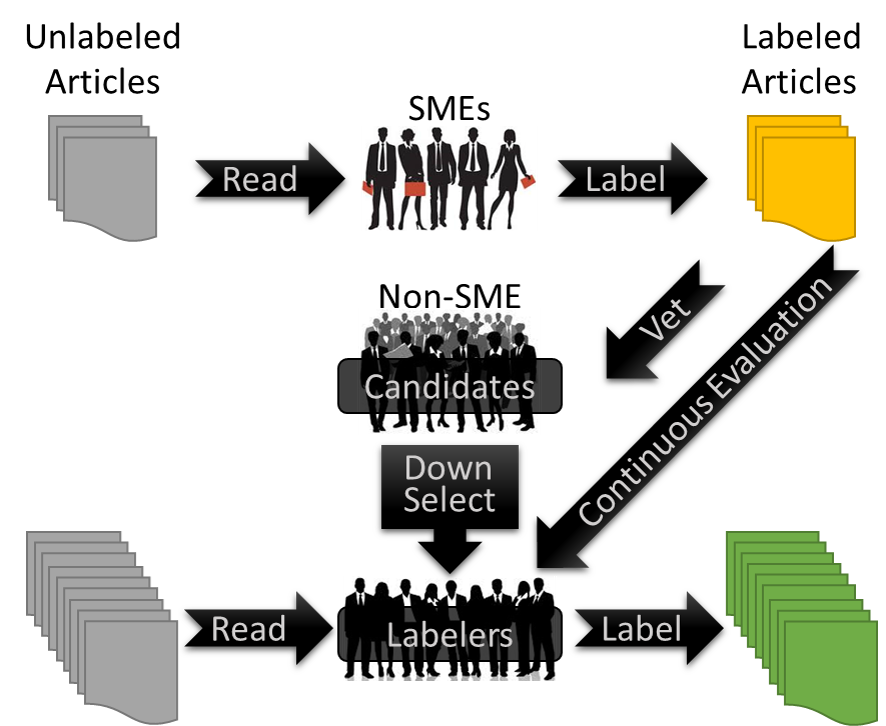 Unlabeled
Articles
Labeled
Articles
SMEs
Read
Label
Non-SME
Candidates
Vet
Continuous Evaluation
Down
Select
Read
Labelers
Label